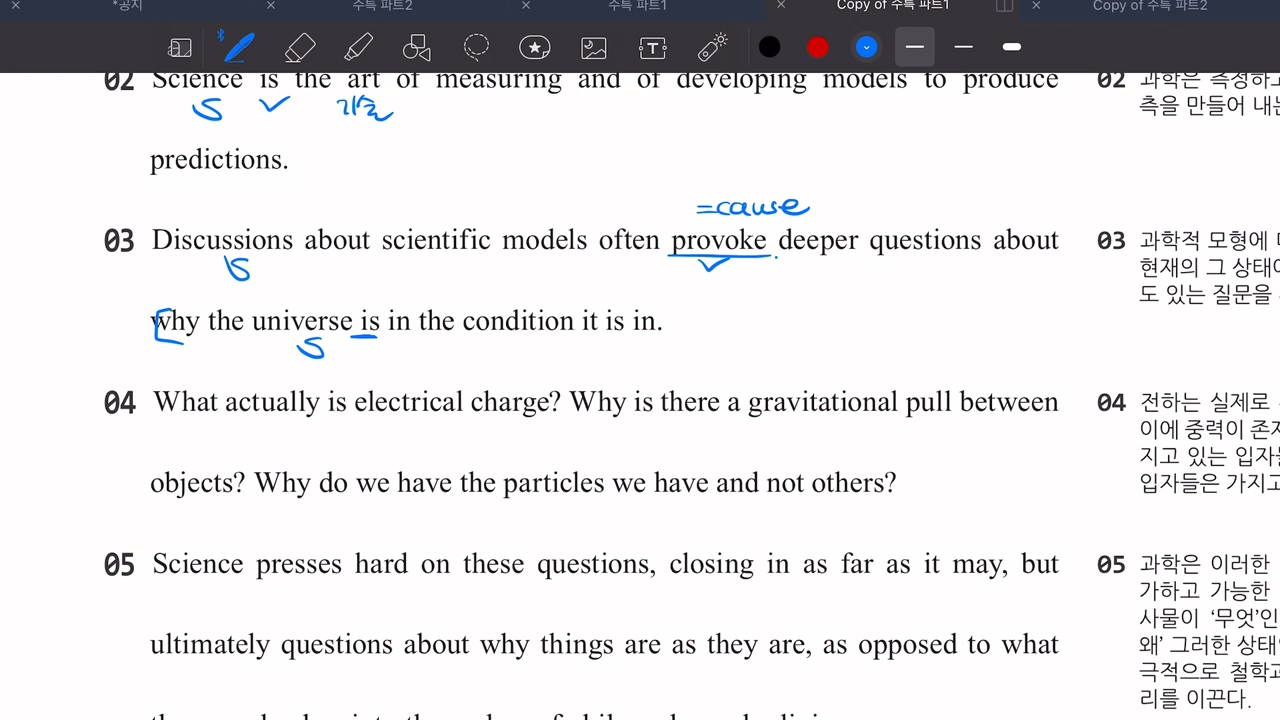 *공지
수특 파트2
수특 파트1
Copy of 수특 파트1
Copy of 수특 파트2
02 Science is the art of measuring and of developing models to produce
S
기술
predictions.
=cause
03 Discussions about scientific models often provoke deeper questions about
S
why the universe is in the condition it is in.
S
04 What actually is electrical charge? Why is there a gravitational pull between
objects? Why do we have the particles we have and not others?
05 Science presses hard on these questions, closing in as far as it may, but
ultimately questions about why things are as they are, as opposed to what
02 과학은 측정하고
측을 만들어 내는
03 과학적 모형에
현재의 그 상태에
도 있는 질문을
04 전하는 실제로
이에 중력이 존재
지고 있는 입자들
입자들은 가지고
05 과학은 이러한
가하고 가능한
사물이 ‘무엇’인
왜’ 그러한 상태
극적으로 철학과
리를 이끈다.